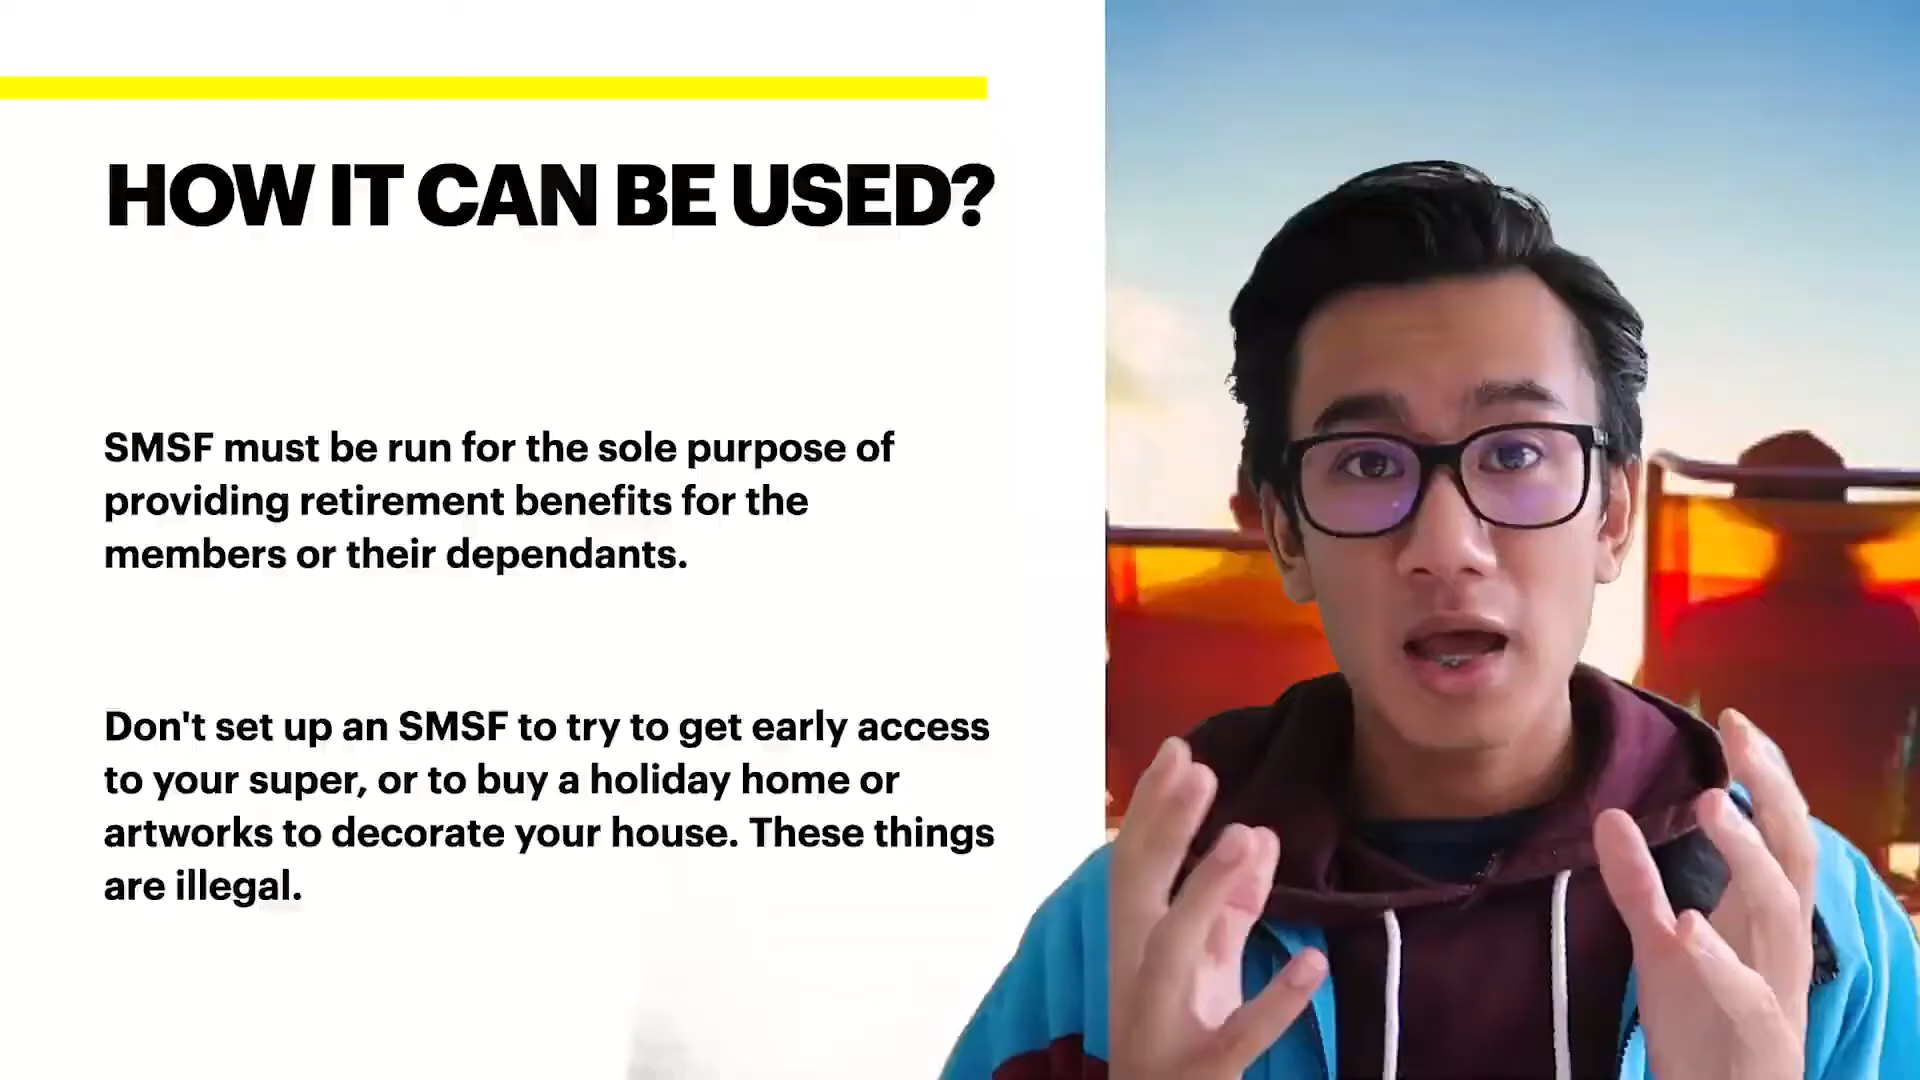 HOW IT CAN BE USED?
SMSF must be run for the sole purpose of
providing retirement benefits for the
members or their dependants.
Don't set up an SMSF to try to get early access
to your super, or to buy a holiday home or
artworks to decorate your house. These things
are illegal.